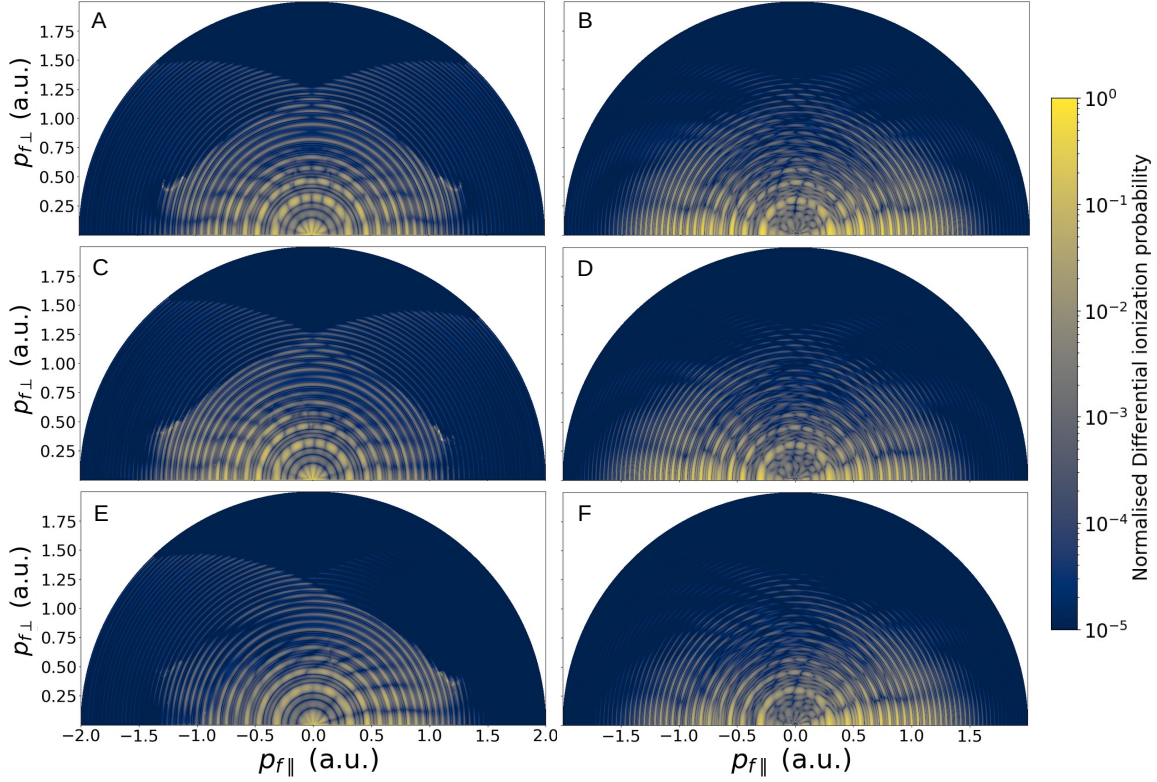 A
B
1.75
1.50
1.25
1.00
0.75
0.50
0.25
p_f⊥ (a.u.)
10^0
10^-1
10^-2
10^-3
10^-4
10^-5
Normalised Differential ionization probability
C
D
1.75
1.50
1.25
1.00
0.75
0.50
0.25
p_f⊥ (a.u.)
E
F
1.75
1.50
1.25
1.00
0.75
0.50
0.25
p_f⊥ (a.u.)
−2.0 −1.5 −1.0 −0.5 0.0 0.5 1.0 1.5 2.0
−1.5 −1.0 −0.5 0.0 0.5 1.0 1.5
p_f∥ (a.u.)
p_f∥ (a.u.)